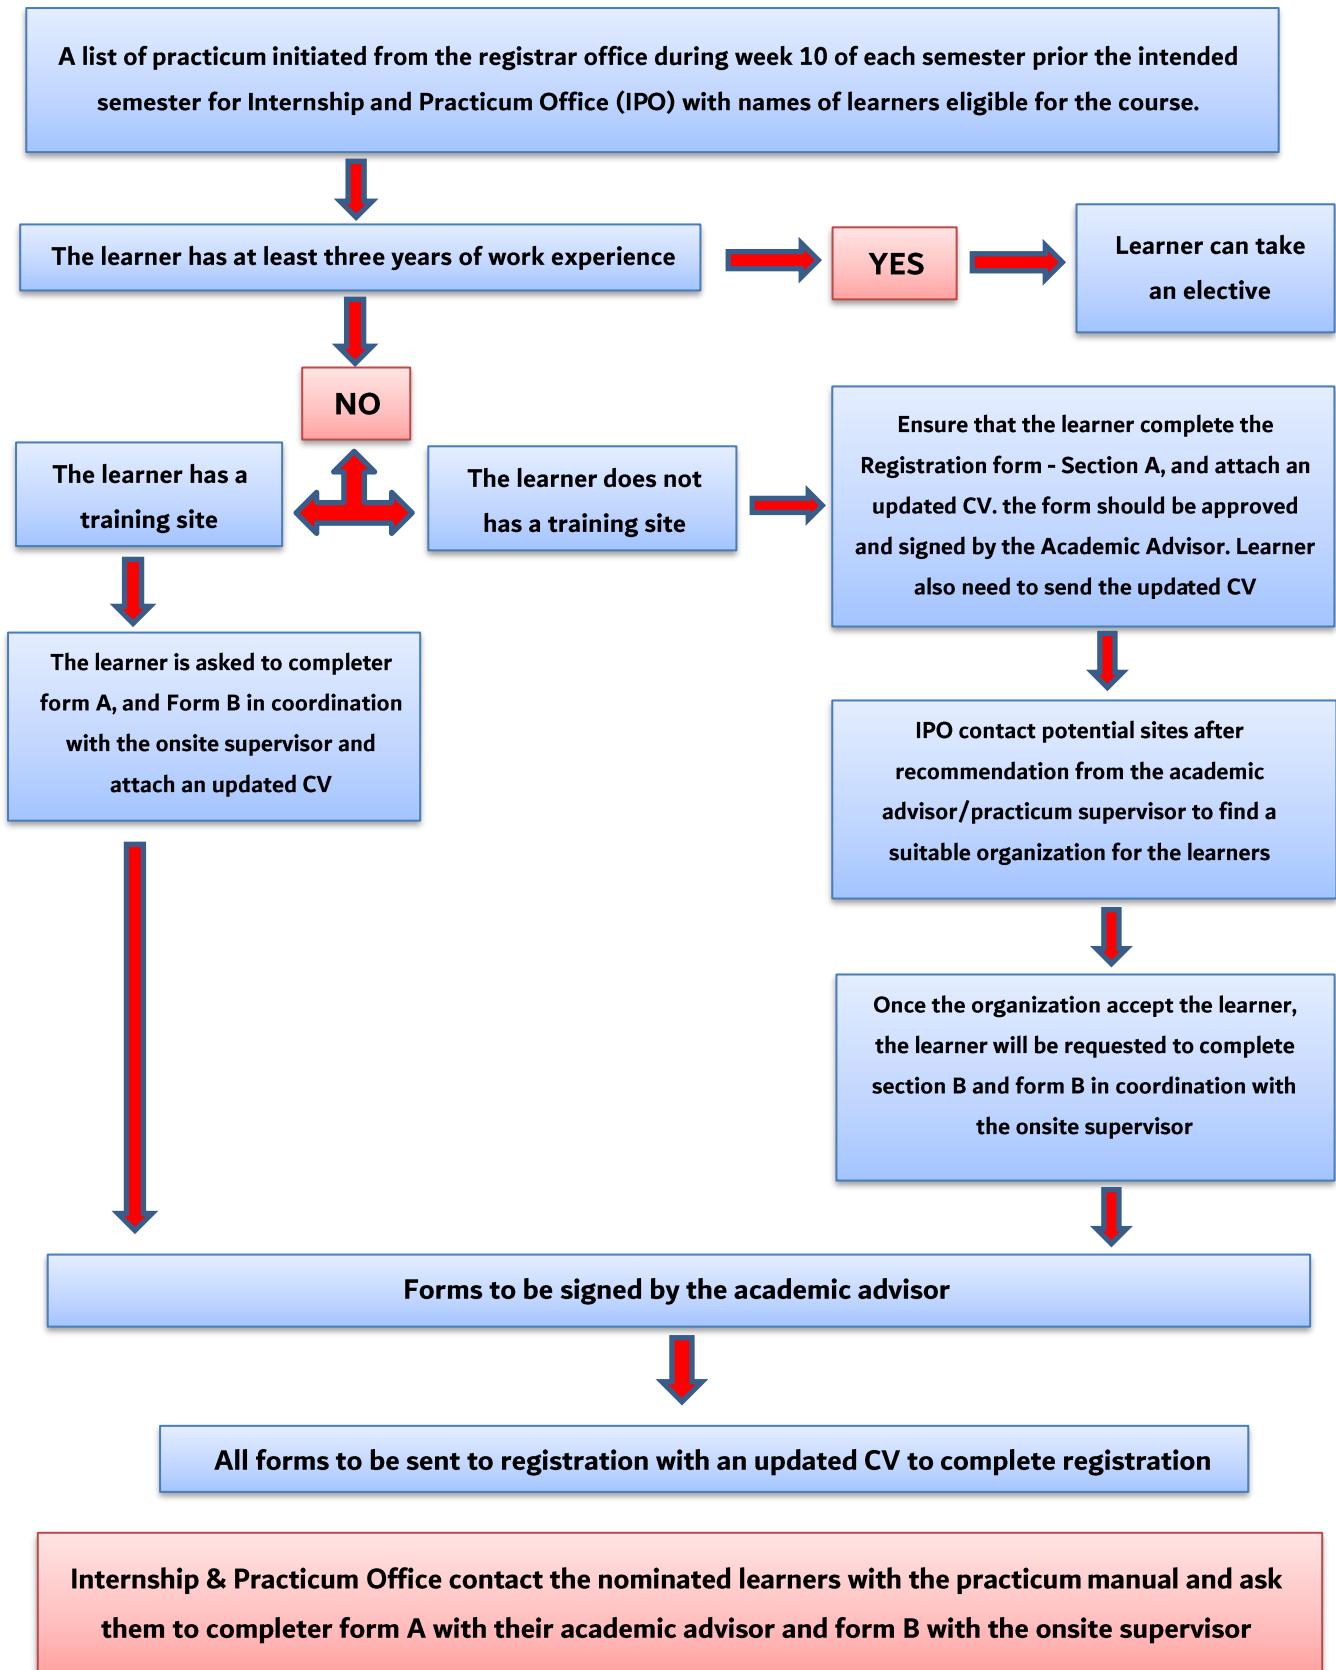 A list of practicum initiated from the registrar office during week 10 of each semester prior the intended
semester for Internship and Practicum Office (IPO) with names of learners eligible for the course.
The learner has at least three years of work experience
YES
Learner can take
an elective
NO
The learner has a
training site
The learner does not
has a training site
Ensure that the learner complete the
Registration form - Section A, and attach an
updated CV. the form should be approved
and signed by the Academic Advisor. Learner
also need to send the updated CV
The learner is asked to completer
form A, and Form B in coordination
with the onsite supervisor and
attach an updated CV
IPO contact potential sites after
recommendation from the academic
advisor/practicum supervisor to find a
suitable organization for the learners
Once the organization accept the learner,
the learner will be requested to complete
section B and form B in coordination with
the onsite supervisor
Forms to be signed by the academic advisor
All forms to be sent to registration with an updated CV to complete registration
Internship & Practicum Office contact the nominated learners with the practicum manual and ask
them to completer form A with their academic advisor and form B with the onsite supervisor